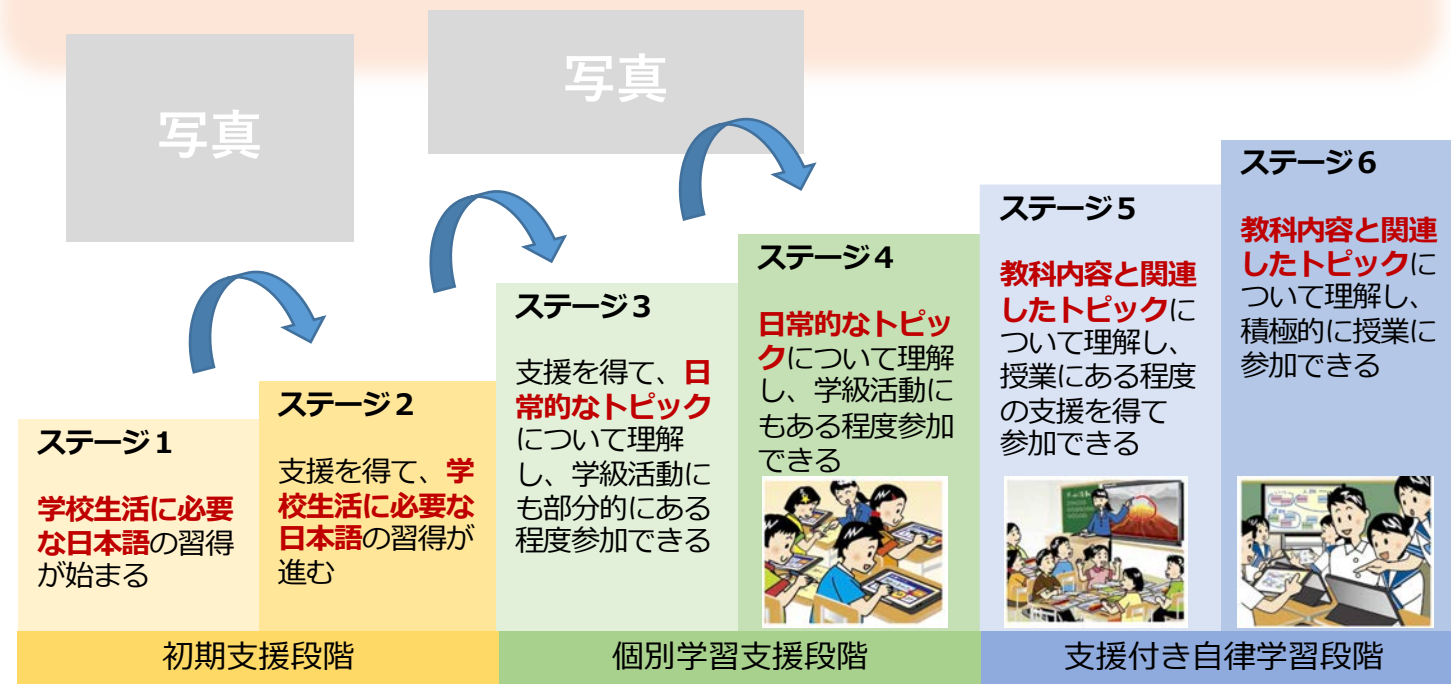 写真
写真
ステージ１
学校生活に必要
な日本語の習得
が始まる
ステージ２
支援を得て、学
校生活に必要な
日本語の習得が
進む
ステージ３
支援を得て、日
常的なトピック
について理解
し、学級活動に
も部分的にある
程度参加できる
ステージ４
日常的なトピッ
クについて理解
し、学級活動に
もある程度参加
できる
ステージ５
教科内容と関連
したトピックに
ついて理解し、
授業にある程度
の支援を得て
参加できる
ステージ６
教科内容と関連
したトピックに
ついて理解し、
積極的に授業に
参加できる
初期支援段階
個別学習支援段階
支援付き自律学習段階